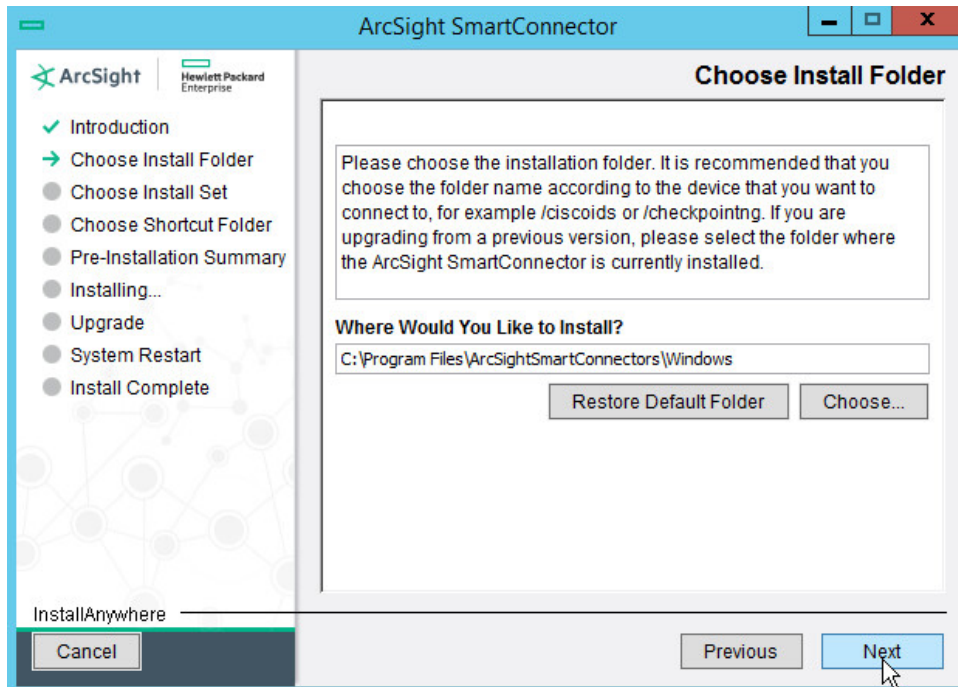 ArcSight SmartConnector
ArcSight
Hewlett Packard
Enterprise
Choose Install Folder
Introduction
Choose Install Folder
Choose Install Set
Choose Shortcut Folder
Pre-Installation Summary
Installing...
Upgrade
System Restart
Install Complete
Please choose the installation folder. It is recommended that you
choose the folder name according to the device that you want to
connect to, for example /ciscoids or /checkpointng. If you are
upgrading from a previous version, please select the folder where
the ArcSight SmartConnector is currently installed.
Where Would You Like to Install?
C:\Program Files\ArcSightSmartConnectors\Windows
Restore Default Folder
Choose...
InstallAnywhere
Cancel
Previous
Next